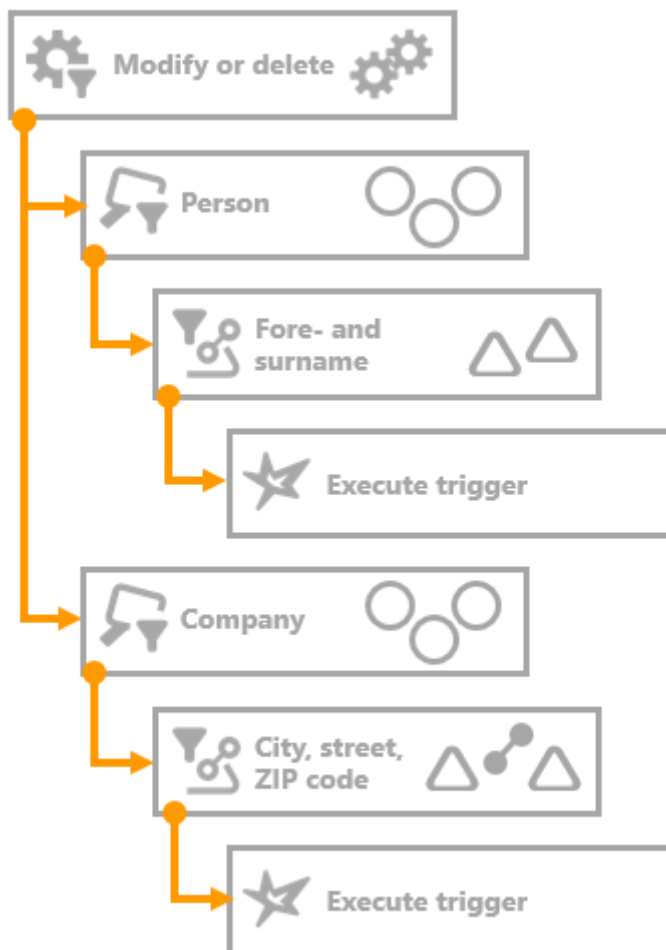 Modify or delete
Person
Fore- and
surname
Execute trigger
Company
City, street,
ZIP code
Execute trigger